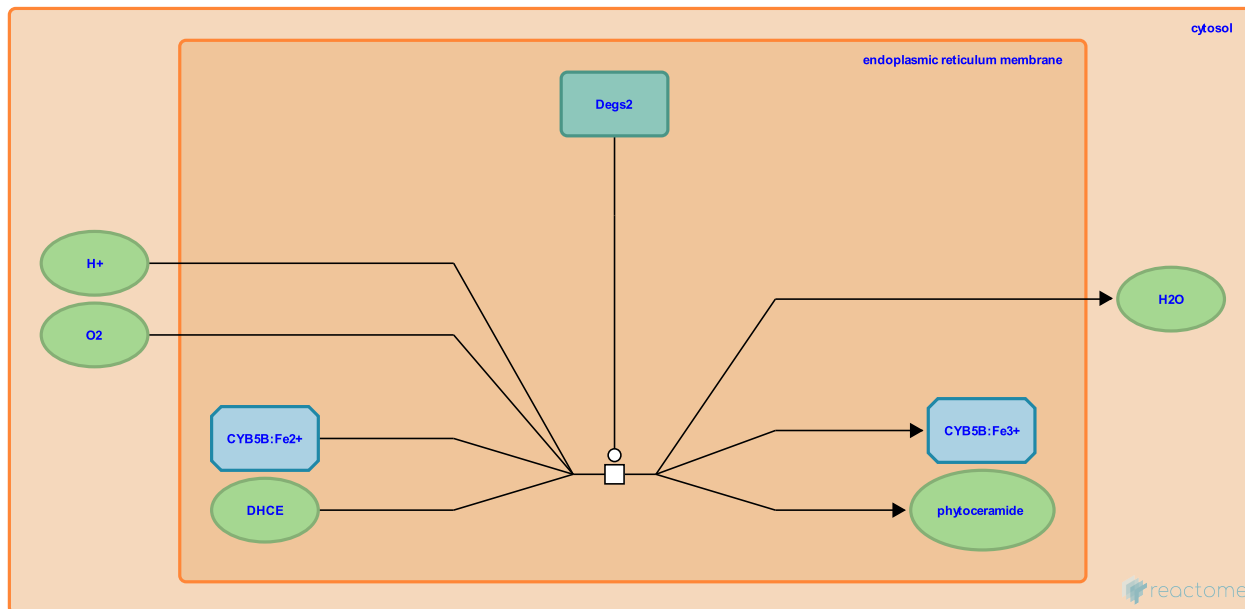 cytosol
endoplasmic reticulum membrane
Degs2
H+
O2
H2O
CYB5B:Fe2+
CYB5B:Fe3+
DHCE
phytoceramide
reactome